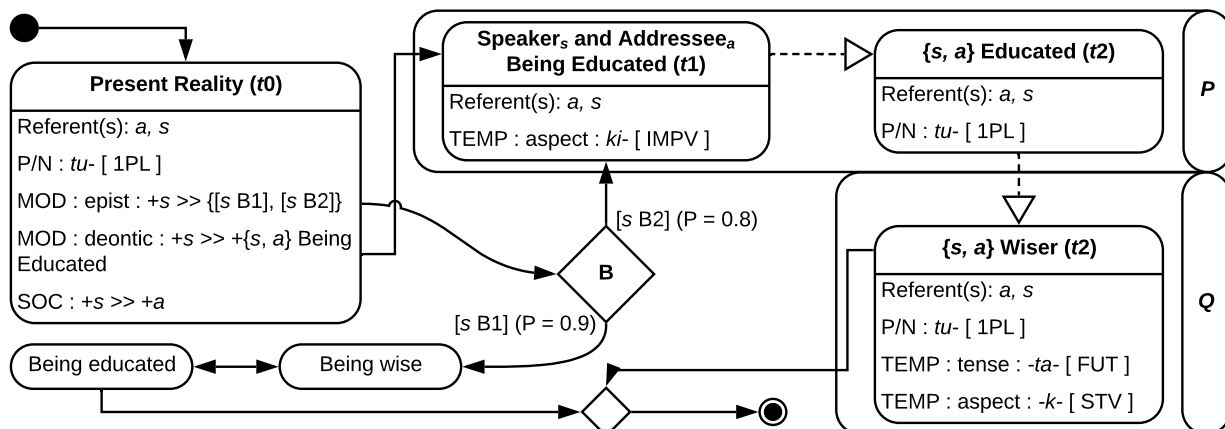 Present Reality (t0)
Referent(s): a, s
P/N : tu- [ 1PL ]
MOD : epist : +s >> {[s B1], [s B2]}
MOD : deontic : +s >> +{s, a} Being
Educated
SOC : +s >> +a
Speakers and Addresseea
Being Educated (t1)
Referent(s): a, s
TEMP : aspect : ki- [ IMPV ]
{s, a} Educated (t2)
Referent(s): a, s
P/N : tu- [ 1PL ]
P
[s B2] (P = 0.8)
B
[s B1] (P = 0.9)
{s, a} Wiser (t2)
Referent(s): a, s
P/N : tu- [ 1PL ]
TEMP : tense : -ta- [ FUT ]
TEMP : aspect : -k- [ STV ]
Q
Being educated
Being wise